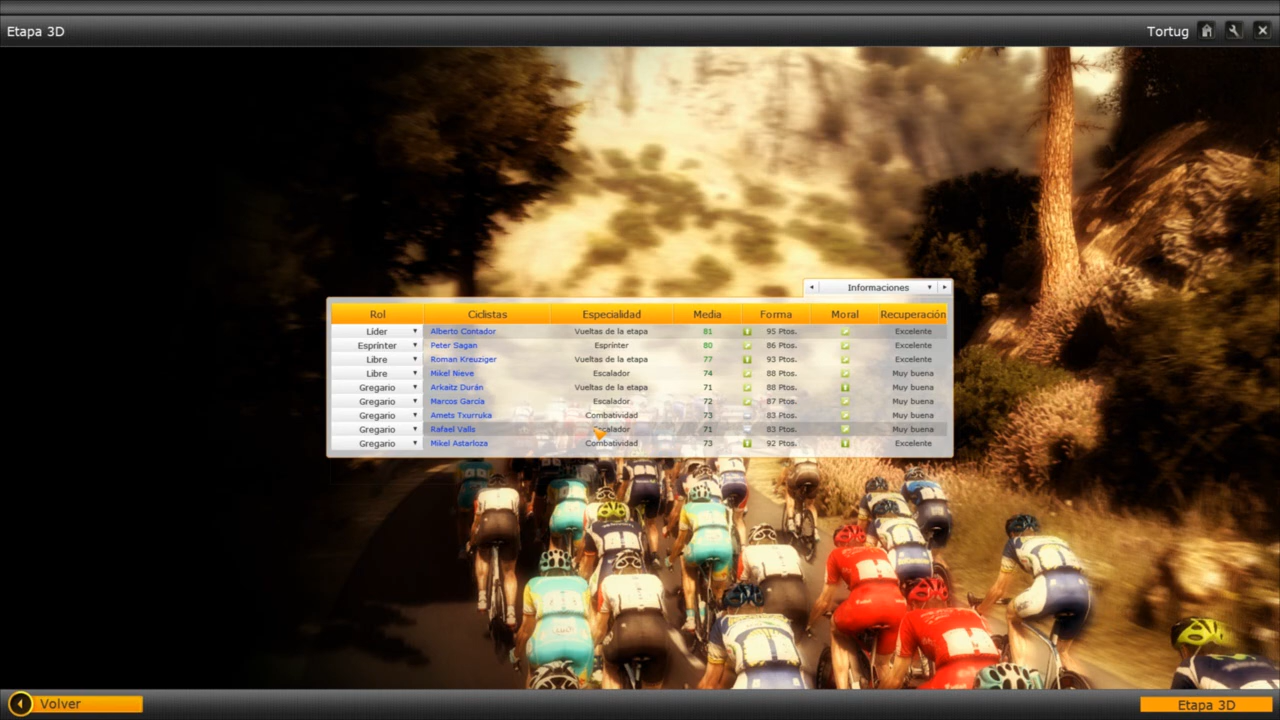 Etapa 3D
Tortug
Informaciones
Rol Ciclistas Especialidad Media Forma Moral Recuperación
Líder Alberto Contador Vueltas de la etapa 81 95 Ptos. Excelente
Esprínter Peter Sagan Esprinter 80 86 Ptos. Excelente
Libre Roman Kreuziger Vueltas de la etapa 77 93 Ptos. Excelente
Libre Mikel Nieve Escalador 74 88 Ptos. Muy buena
Gregario Arkaitz Durán Vueltas de la etapa 71 88 Ptos. Muy buena
Gregario Marcos García Escalador 72 87 Ptos. Muy buena
Gregario Amets Txurruka Combatividad 73 83 Ptos. Muy buena
Gregario Rafael Valls Escalador 71 83 Ptos. Muy buena
Gregario Mikel Astarloza Combatividad 73 92 Ptos. Excelente
Volver
Etapa 3D